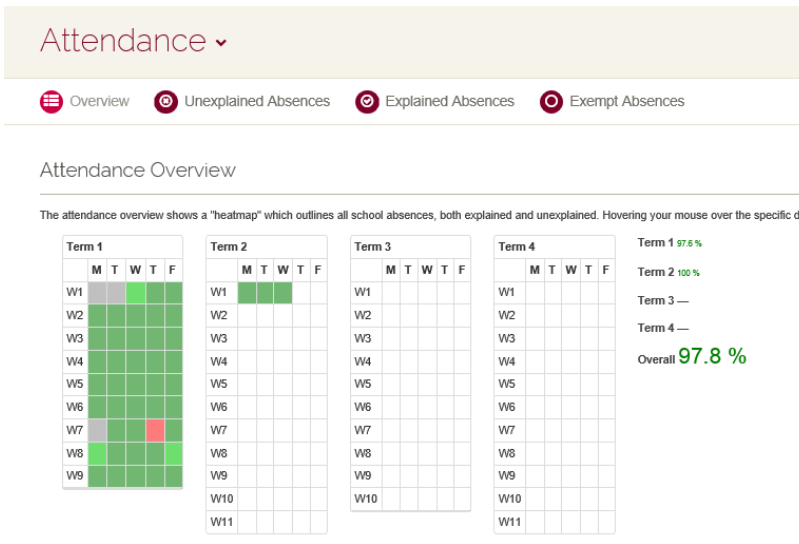 Attendance
Overview Unexplained Absences Explained Absences Exempt Absences
Attendance Overview
The attendance overview shows a "heatmap" which outlines all school absences, both explained and unexplained. Hovering your mouse over the specific d
Term 1
M T W T F
W1
W2
W3
W4
W5
W6
W7
W8
W9
Term 2
M T W T F
W1
W2
W3
W4
W5
W6
W7
W8
W9
W10
W11
Term 3
M T W T F
W1
W2
W3
W4
W5
W6
W7
W8
W9
W10
Term 4
M T W T F
W1
W2
W3
W4
W5
W6
W7
W8
W9
W10
W11
Term 1 97.6 %
Term 2 100 %
Term 3 —
Term 4 —
Overall 97.8 %